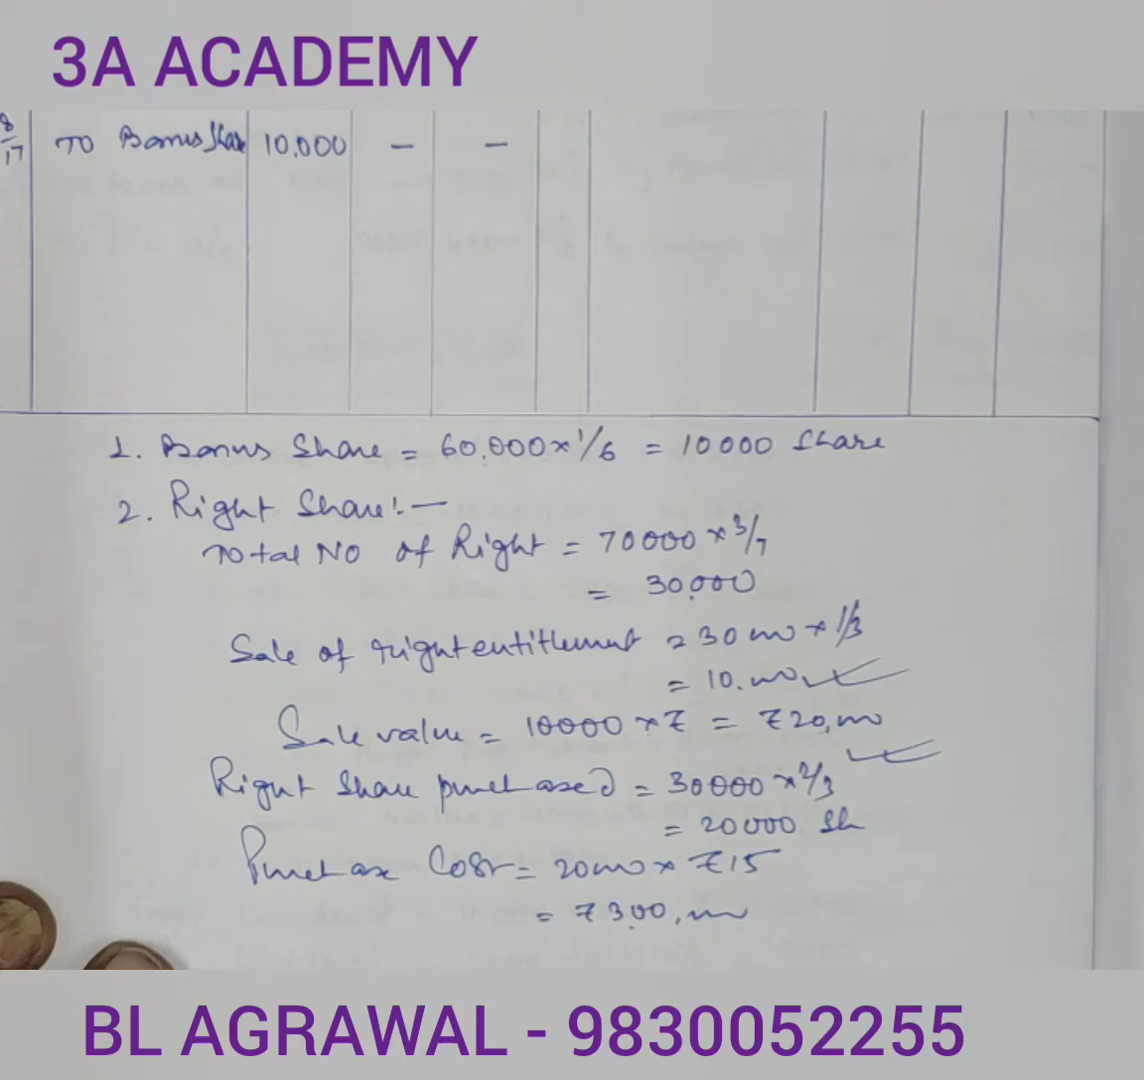 3A ACADEMY
8/17 TO Bonus Share 10,000 - -
1. Bonus Share = 60,000 × 1/6 = 10000 Share
2. Right Share:-
Total No of Right = 70000 × 3/7
= 30,000
Sale of right entitlement = 30000 × 1/3
= 10,000
Sale value = 10000 × ₹ = ₹20,000
Right Share purchased = 30000 × 2/3
= 20000 Sh
Purchase Cost = 20000 × ₹15
= ₹300,000
BL AGRAWAL - 9830052255